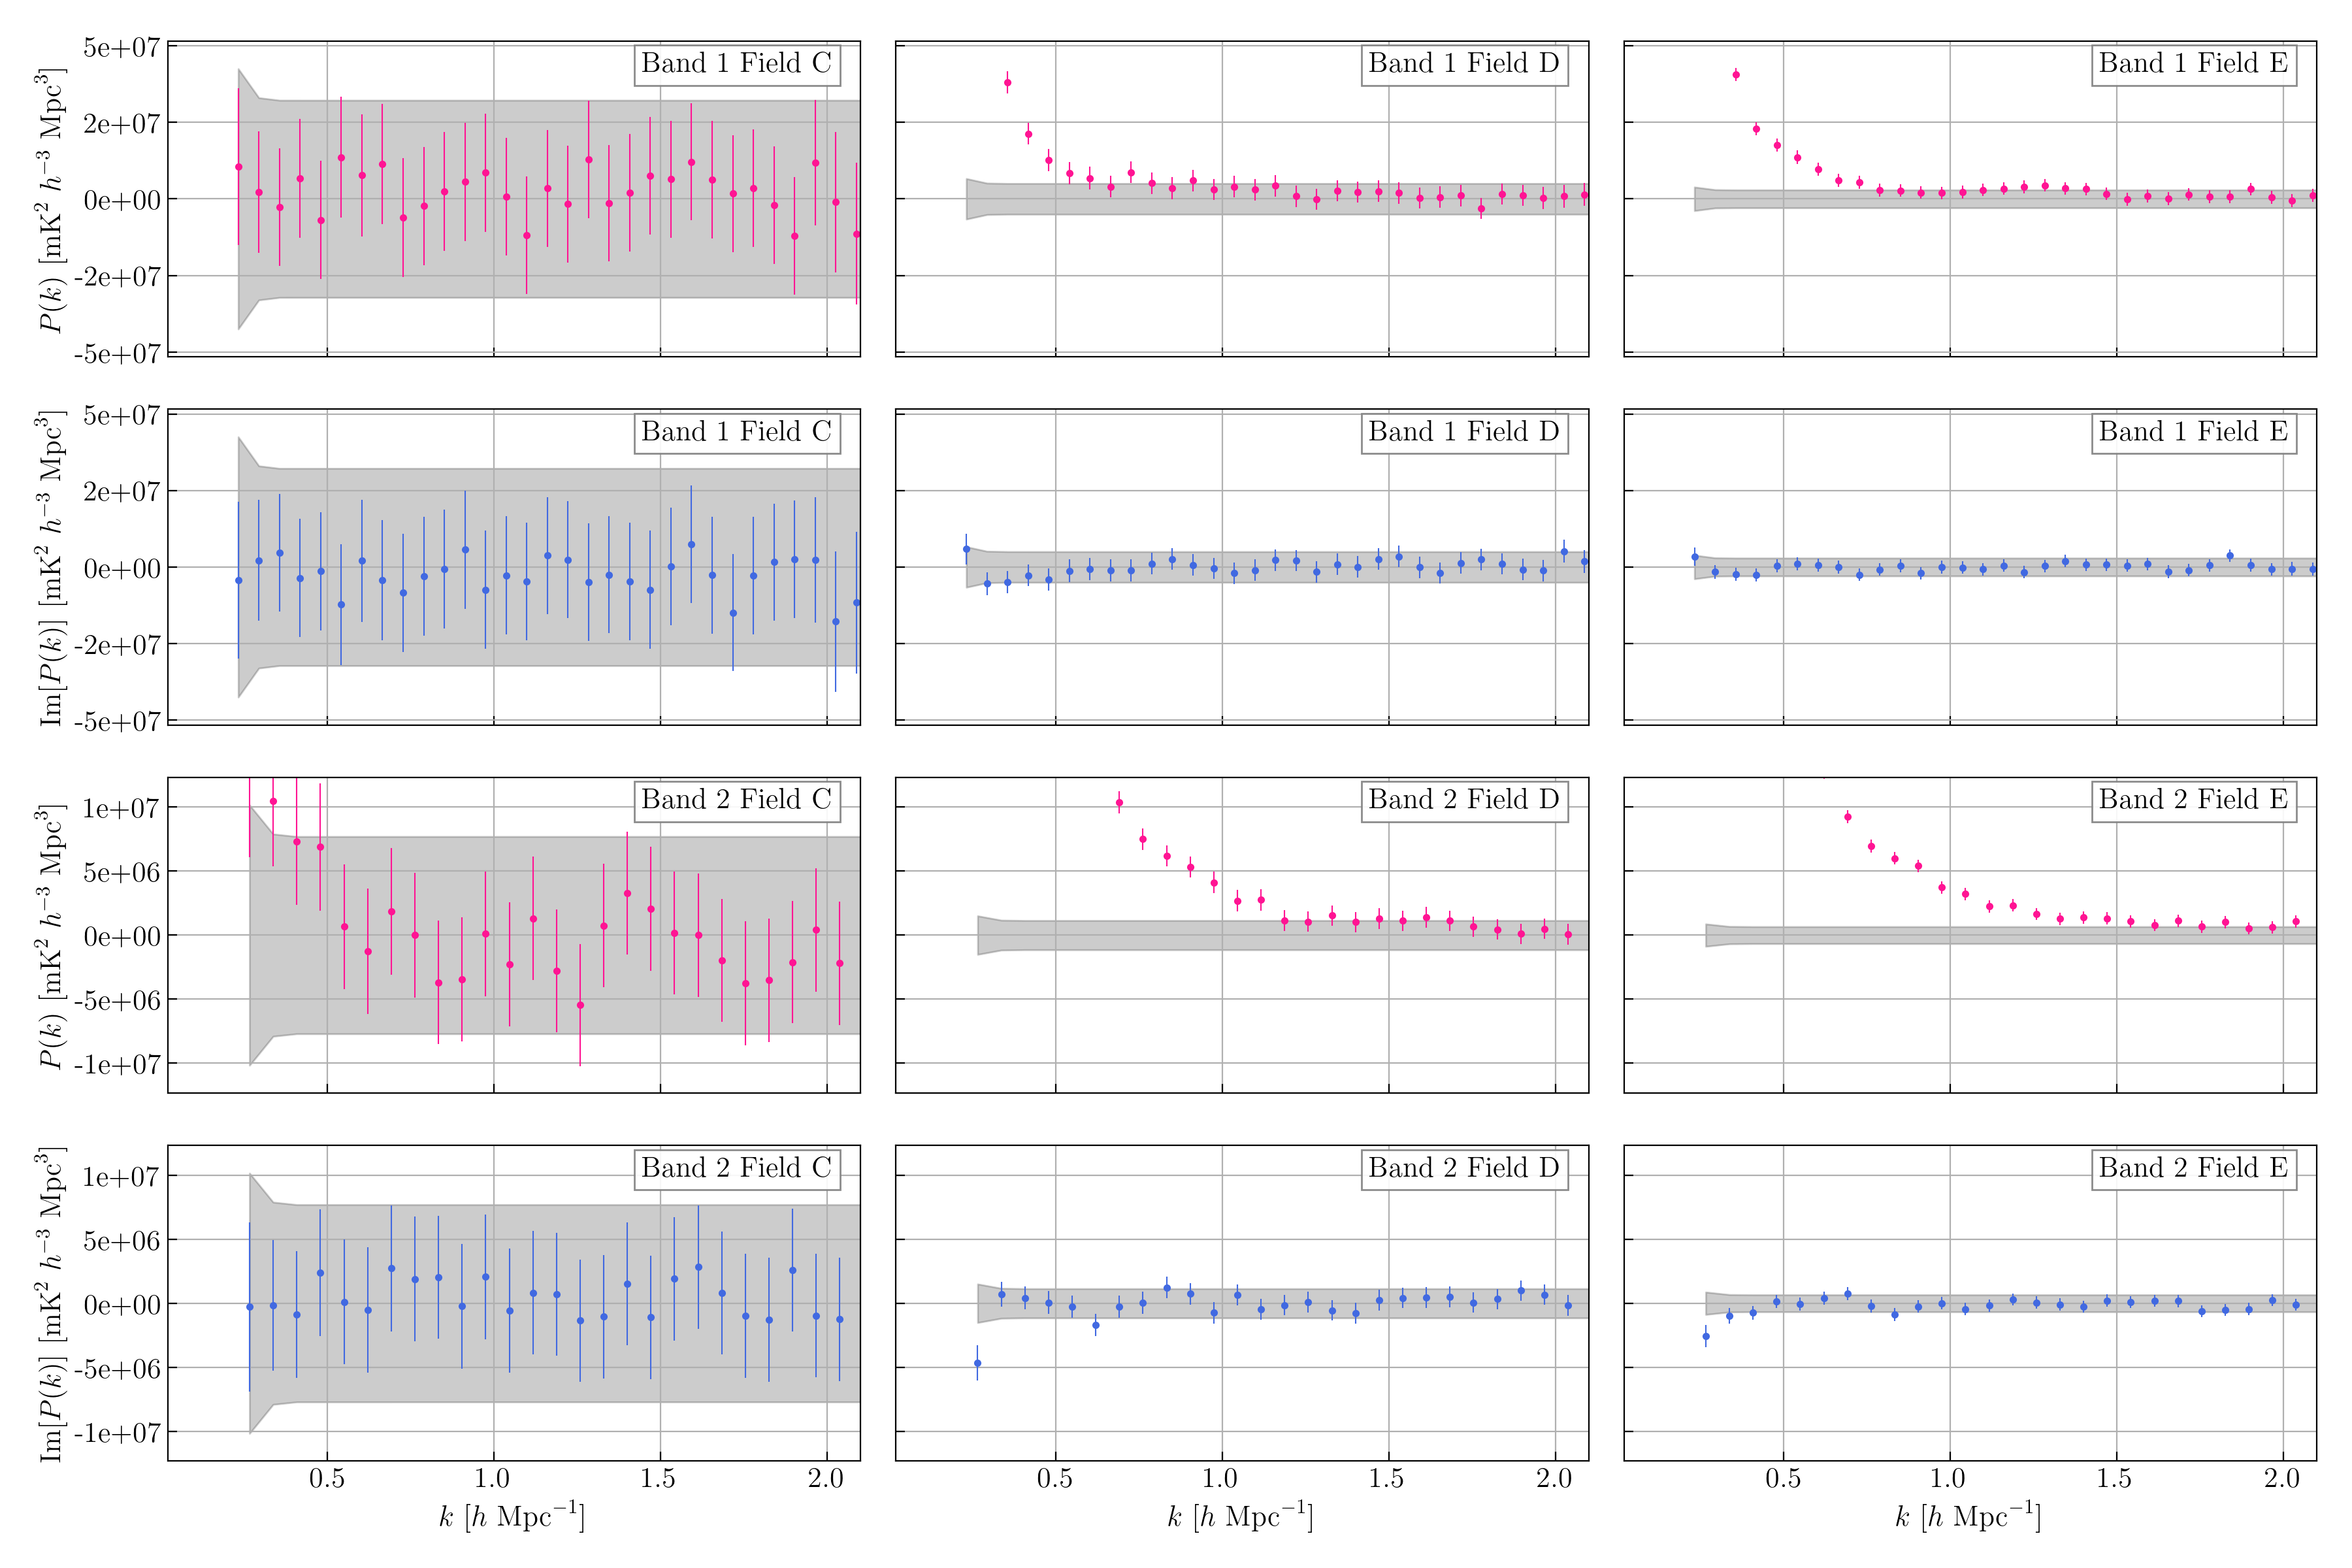 5e+07
2e+07
0e+00
-2e+07
-5e+07
P(k) [mK² h⁻³ Mpc³]
Band 1 Field C
Band 1 Field D
Band 1 Field E
5e+07
2e+07
0e+00
-2e+07
-5e+07
Im[P(k)] [mK² h⁻³ Mpc³]
Band 1 Field C
Band 1 Field D
Band 1 Field E
1e+07
5e+06
0e+00
-5e+06
-1e+07
P(k) [mK² h⁻³ Mpc³]
Band 2 Field C
Band 2 Field D
Band 2 Field E
1e+07
5e+06
0e+00
-5e+06
-1e+07
Im[P(k)] [mK² h⁻³ Mpc³]
Band 2 Field C
Band 2 Field D
Band 2 Field E
0.5 1.0 1.5 2.0
0.5 1.0 1.5 2.0
0.5 1.0 1.5 2.0
k [h Mpc⁻¹]
k [h Mpc⁻¹]
k [h Mpc⁻¹]